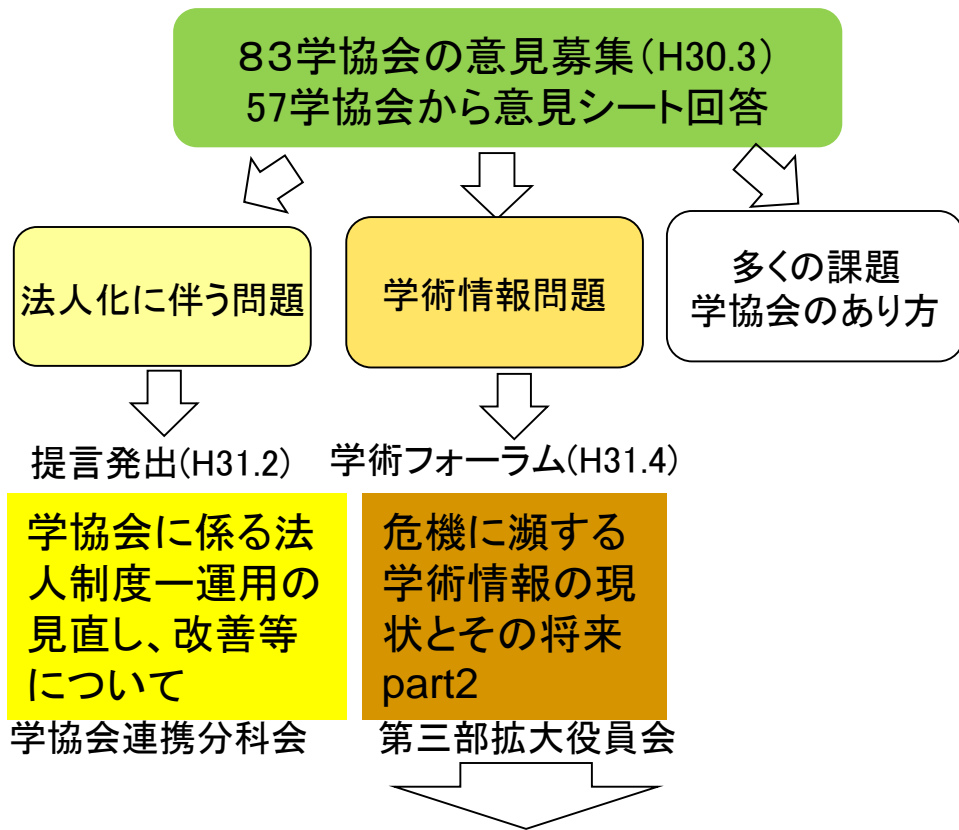 ８３学協会の意見募集（H30.3）
57学協会から意見シート回答
法人化に伴う問題
学術情報問題
多くの課題
学協会のあり方
提言発出(H31.2)
学術フォーラム(H31.4)
学協会に係る法
人制度ー運用の
見直し、改善等
について
危機に瀕する
学術情報の現
状とその将来
part2
学協会連携分科会
第三部拡大役員会